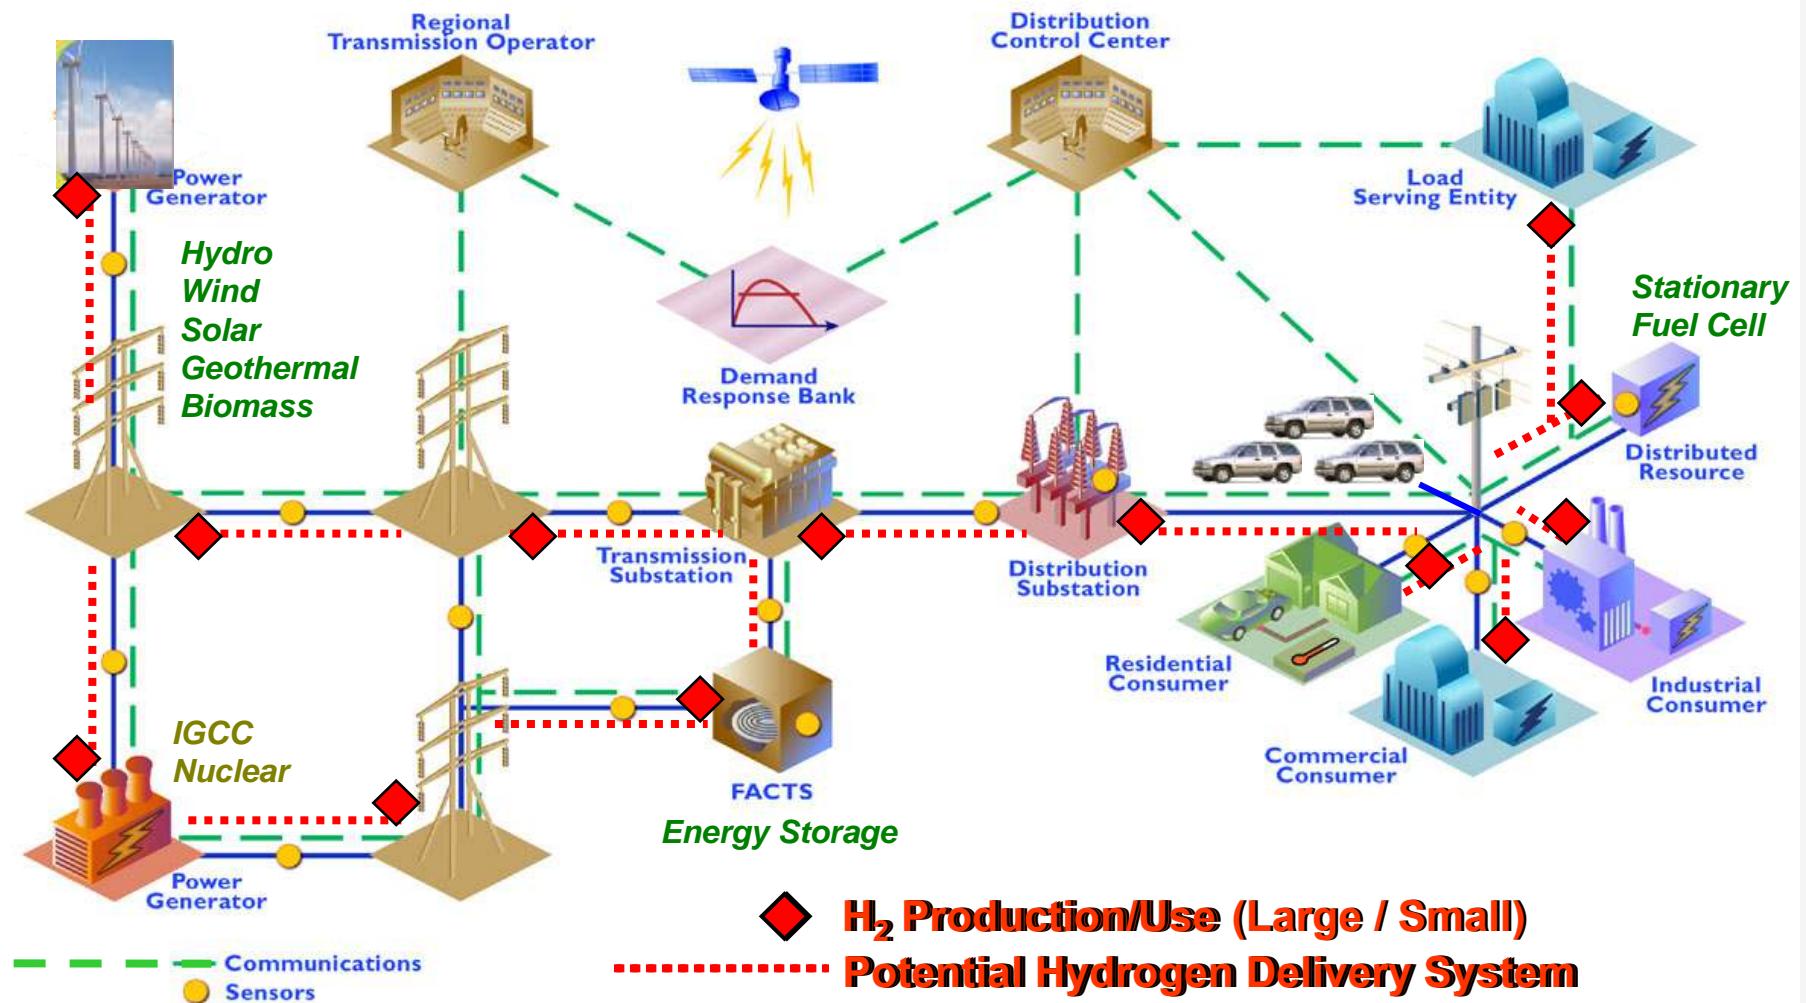 Regional
Transmission Operator
Distribution
Control Center
Power
Generator
Load
Serving Entity
Hydro
Wind
Solar
Geothermal
Biomass
Stationary
Fuel Cell
Demand
Response Bank
Distributed
Resource
Transmission
Substation
Distribution
Substation
Residential
Consumer
Industrial
Consumer
IGCC
Nuclear
Commercial
Consumer
FACTS
Energy Storage
Power
Generator
H₂ Production/Use (Large / Small)
Communications
Potential Hydrogen Delivery System
Sensors